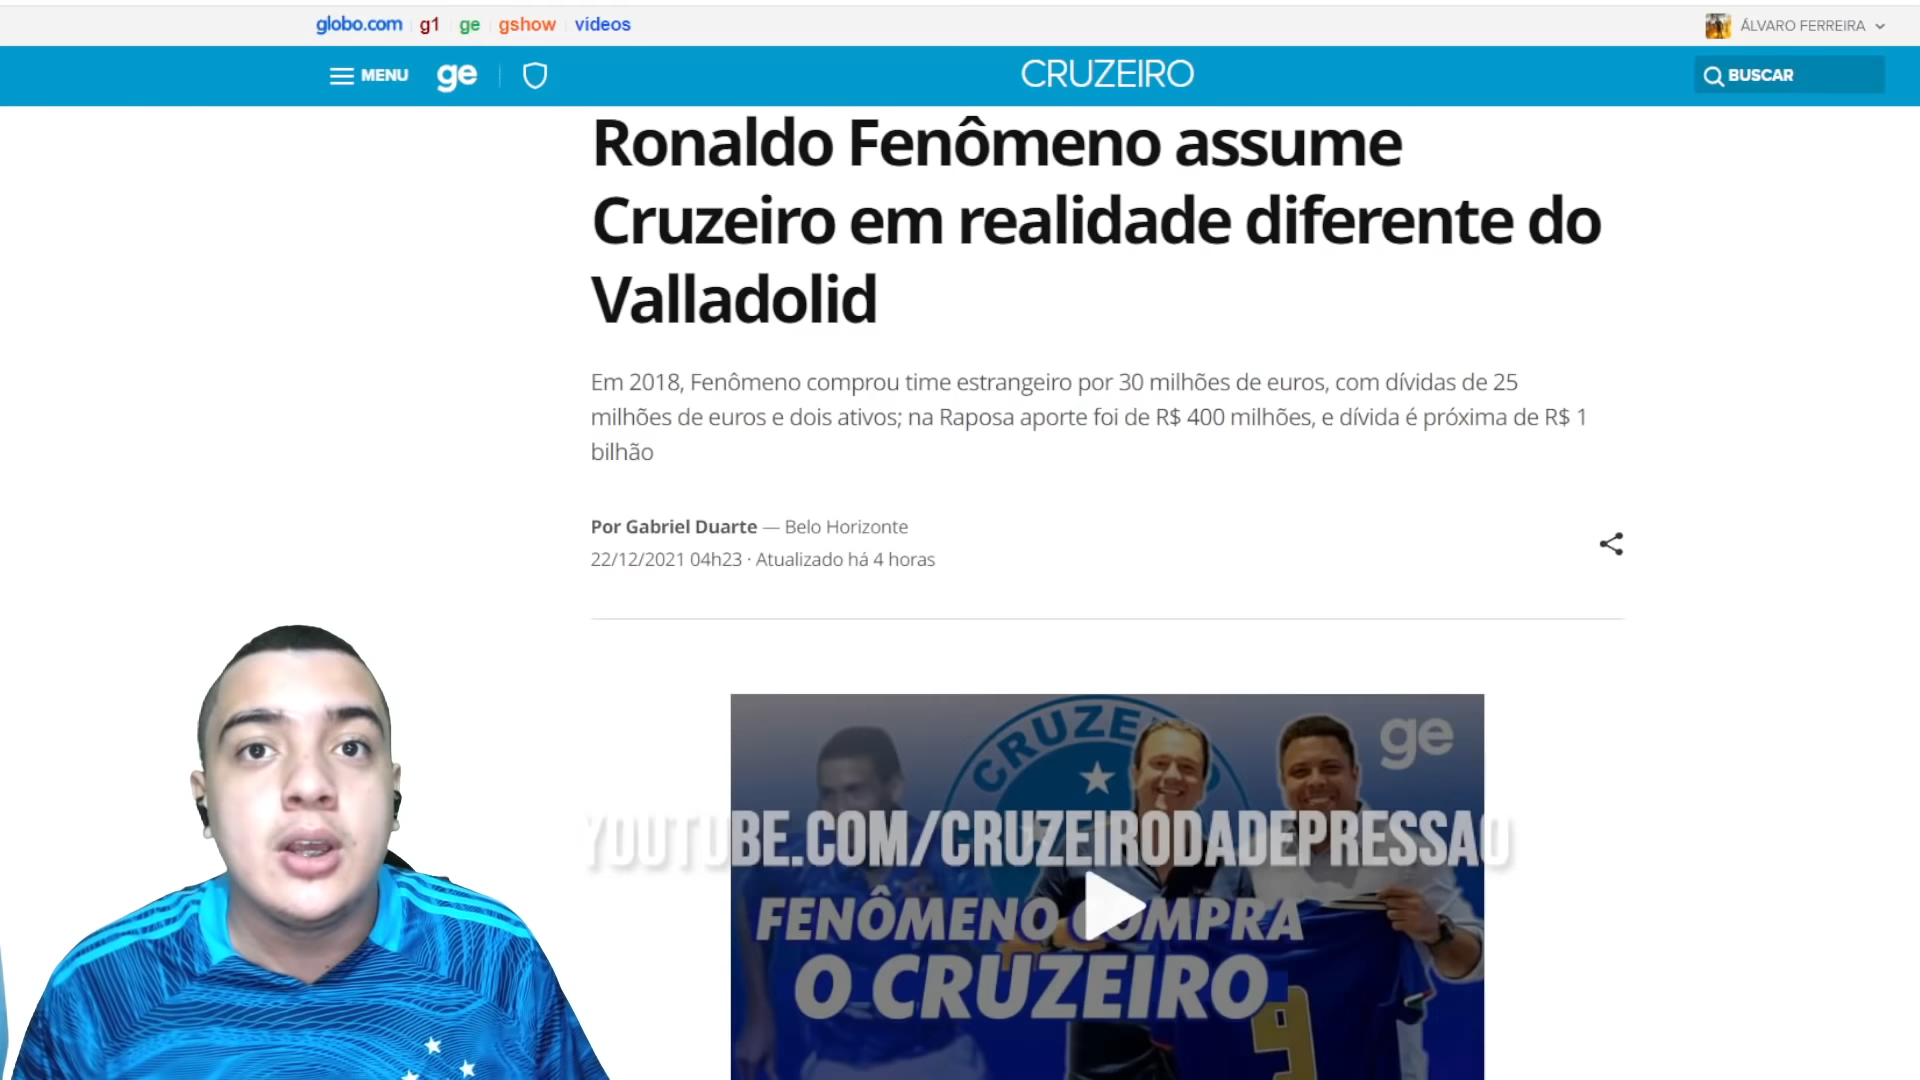 globo.com g1 ge gshow vídeos
ÁLVARO FERREIRA
MENU ge CRUZEIRO BUSCAR
Ronaldo Fenômeno assume
Cruzeiro em realidade diferente do
Valladolid
Em 2018, Fenômeno comprou time estrangeiro por 30 milhões de euros, com dívidas de 25
milhões de euros e dois ativos; na Raposa aporte foi de R$ 400 milhões, e dívida é próxima de R$ 1
bilhão
Por Gabriel Duarte — Belo Horizonte
22/12/2021 04h23 · Atualizado há 4 horas
ge
CRUZE
YOUTUBE.COM/CRUZEIRODADEPRESSAO
FENÔMENO COMPRA
O CRUZEIRO
9